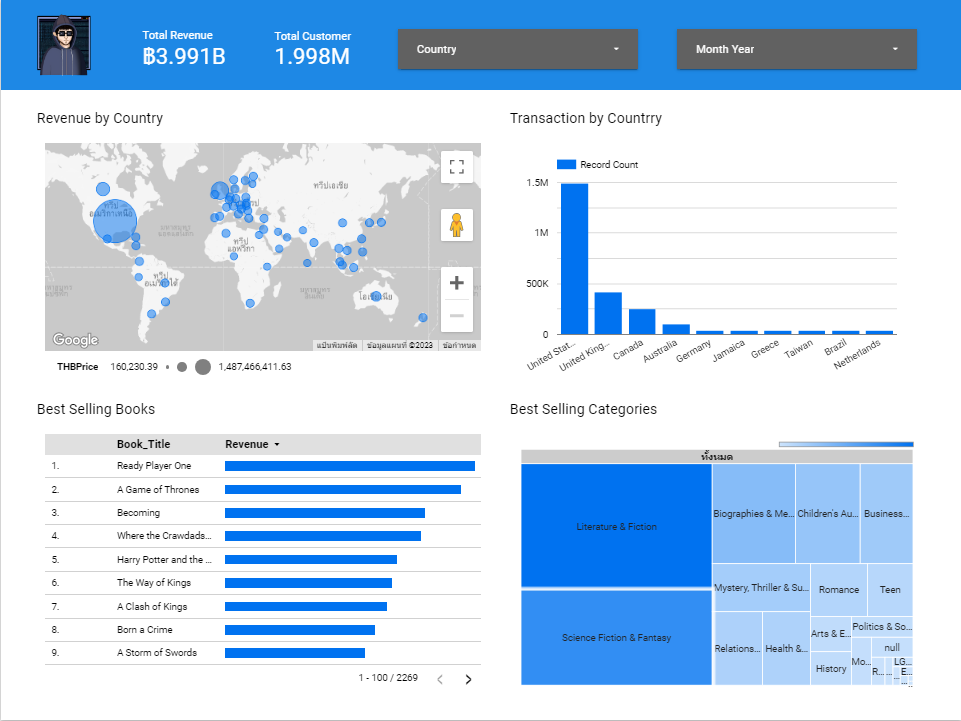 Total Revenue
฿3.991B
Total Customer
1.998M
Country
Month Year
Revenue by Country
ทวีปเอเชีย
ทวีป
อเมริกาเหนือ
ทวีป
แอฟริกา
ทวีป
อเมริกาใต้
โอเชียเนีย
Google
แป้นพิมพ์ลัด
ข้อมูลแผนที่ ©2023
ข้อกำหนด
THBPrice
160,230.39
1,487,466,411.63
Transaction by Countrry
Record Count
1.5M
1M
500K
0
United Stat...
United King...
Canada
Australia
Germany
Jamaica
Greece
Taiwan
Brazil
Netherlands
Best Selling Books
Book_Title
Revenue
1. Ready Player One
2. A Game of Thrones
3. Becoming
4. Where the Crawdads...
5. Harry Potter and the ...
6. The Way of Kings
7. A Clash of Kings
8. Born a Crime
9. A Storm of Swords
1 - 100 / 2269
Best Selling Categories
ทั้งหมด
Literature & Fiction
Science Fiction & Fantasy
Biographies & Me...
Children's Au...
Business...
Mystery, Thriller & Su...
Romance
Teen
Relations...
Health &...
Arts & E...
History
Politics & So...
null
Mo...
R...
...
LG...
E...
...